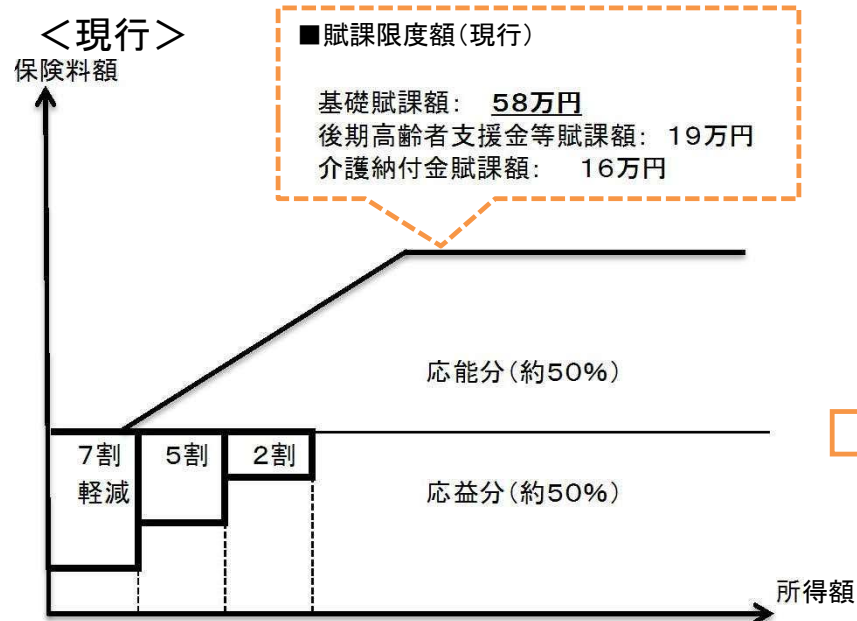 ＜現行＞
保険料額
■賦課限度額（現行）
基礎賦課額： 58万円
後期高齢者支援金等賦課額： 19万円
介護納付金賦課額： 16万円
応能分（約50％）
7割
軽減
5割
2割
応益分（約50％）
所得額